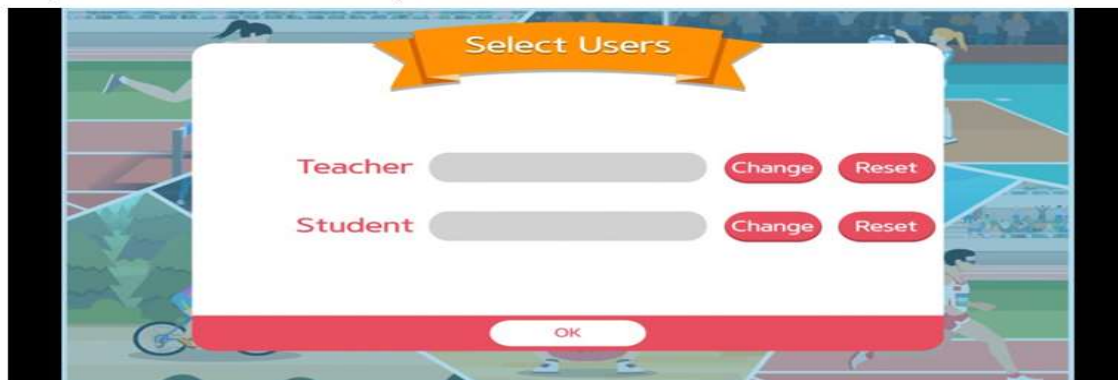 Select Users
Teacher Change Reset
Student Change Reset
OK